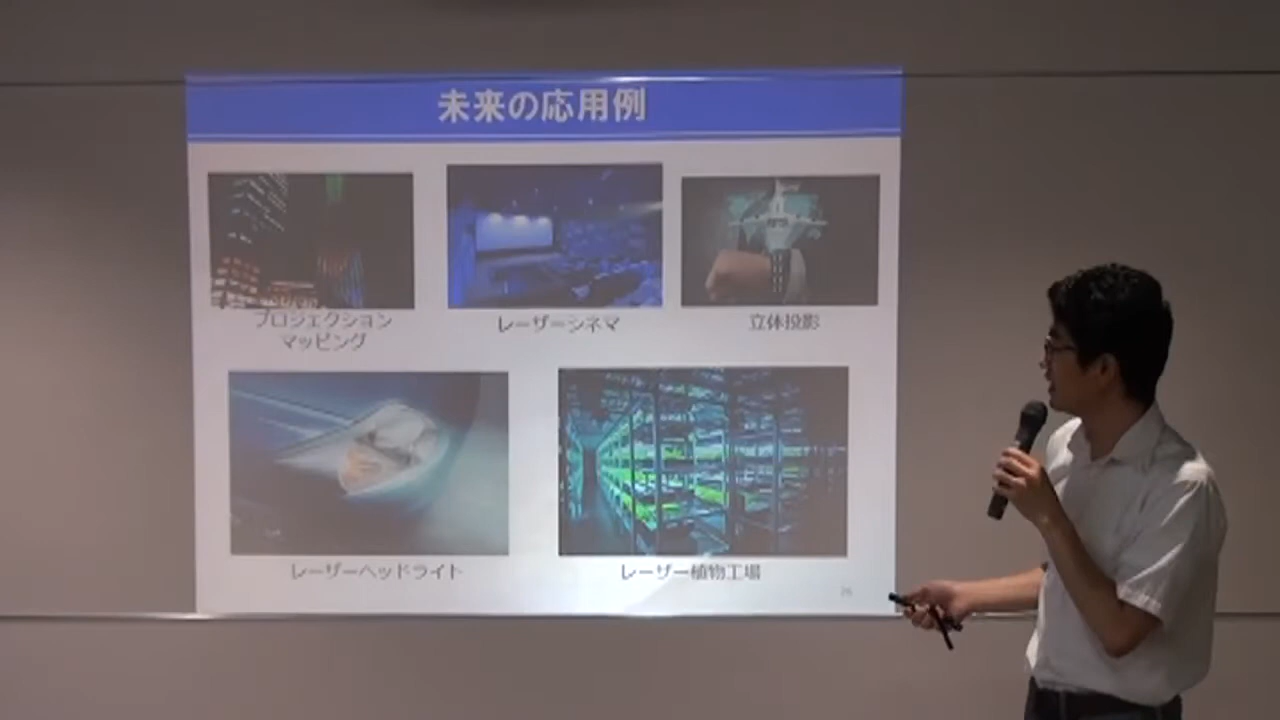 未来の応用例
プロジェクション
マッピング
レーザーシネマ
立体投影
レーザーヘッドライト
レーザー植物工場
26